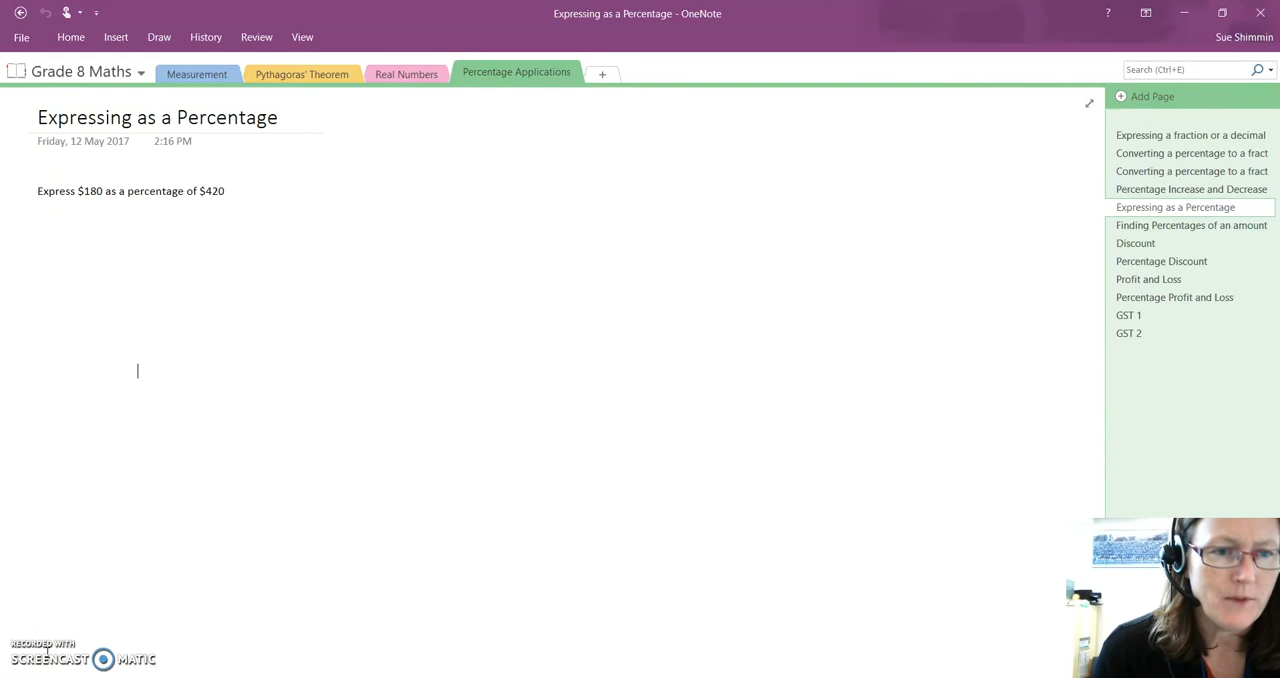 Expressing as a Percentage - OneNote
?
File Home Insert Draw History Review View
Sue Shimmin
Grade 8 Maths Measurement Pythagoras' Theorem Real Numbers Percentage Applications +
Search (Ctrl+E)
Add Page
Expressing as a Percentage
Friday, 12 May 2017 2:16 PM
Express $180 as a percentage of $420
Expressing a fraction or a decimal
Converting a percentage to a fract
Converting a percentage to a fract
Percentage Increase and Decrease
Expressing as a Percentage
Finding Percentages of an amount
Discount
Percentage Discount
Profit and Loss
Percentage Profit and Loss
GST 1
GST 2
RECORDED WITH
SCREENCAST MATIC